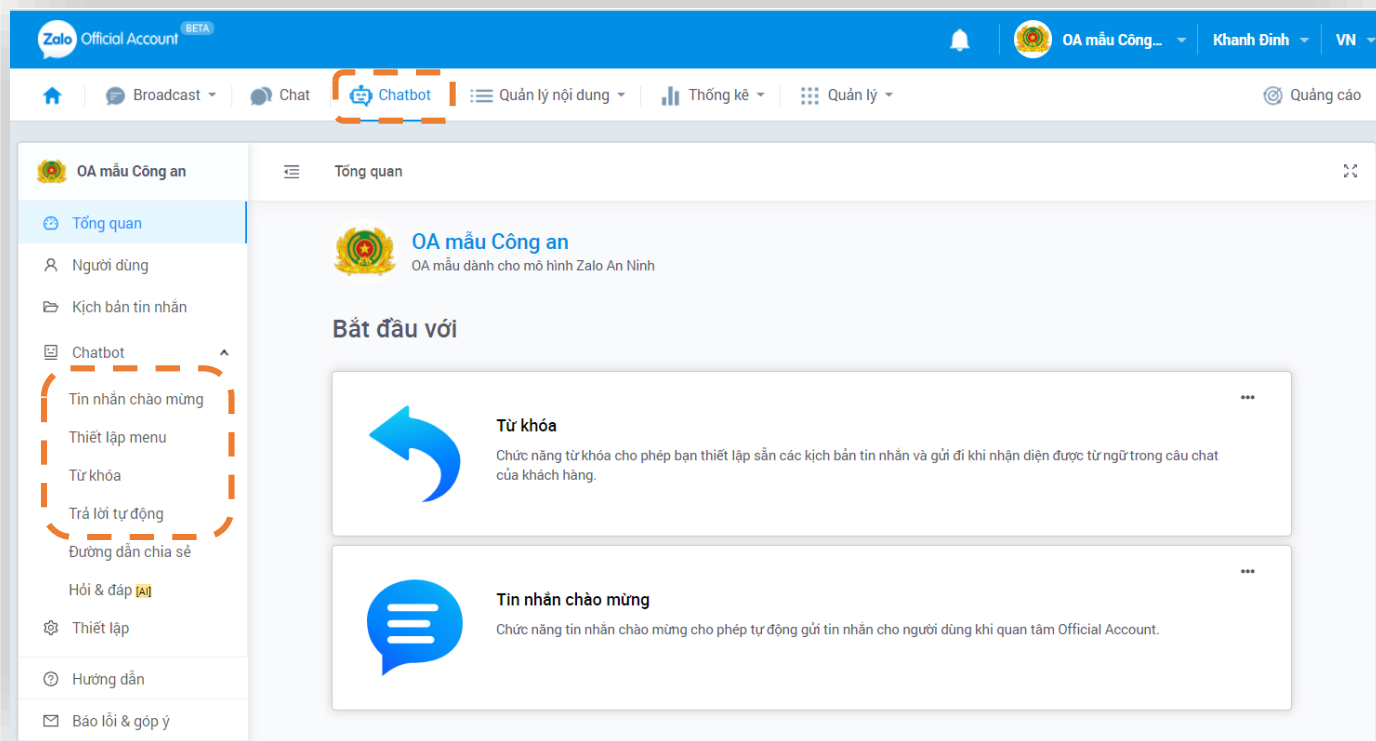 Zalo Official Account BETA
OA mẫu Công... Khanh Đinh VN
Broadcast Chat Chatbot Quản lý nội dung Thống kê Quản lý Quảng cáo
OA mẫu Công an
Tổng quan
Người dùng
Kịch bản tin nhắn
Chatbot
Tin nhắn chào mừng
Thiết lập menu
Từ khóa
Trả lời tự động
Đường dẫn chia sẻ
Hỏi & đáp [AI]
Thiết lập
Hướng dẫn
Báo lỗi & góp ý
Tổng quan
OA mẫu Công an
OA mẫu dành cho mô hình Zalo An Ninh
Bắt đầu với
Từ khóa
Chức năng từ khóa cho phép bạn thiết lập sẵn các kịch bản tin nhắn và gửi đi khi nhận diện được từ ngữ trong câu chat
của khách hàng.
Tin nhắn chào mừng
Chức năng tin nhắn chào mừng cho phép tự động gửi tin nhắn cho người dùng khi quan tâm Official Account.